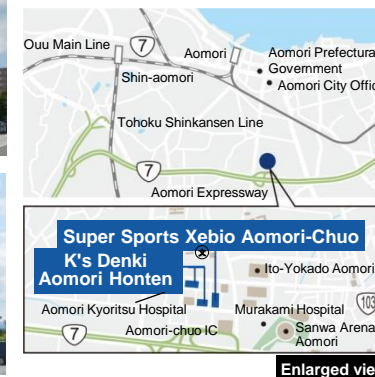 Ouu Main Line
7
Aomori
Aomori Prefectura
Government
Aomori City Offic
Shin-aomori
Tohoku Shinkansen Line
7
Aomori Expressway
Super Sports Xebio Aomori-Chuo
K's Denki
Aomori Honten
Ito-Yokado Aomori
Aomori Kyoritsu Hospital
Murakami Hospital
103
7
Aomori-chuo IC
Sanwa Arena
Aomori
Enlarged vie